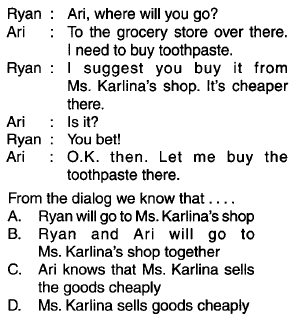 Ryan : Ari, where will you go?
Ari : To the grocery store over there.
I need to buy toothpaste.
Ryan : I suggest you buy it from
Ms. Karlina's shop. It's cheaper
there.
Ari : Is it?
Ryan : You bet!
Ari : O.K. then. Let me buy the
toothpaste there.
From the dialog we know that . . . .
A. Ryan will go to Ms. Karlina's shop
B. Ryan and Ari will go to
Ms. Karlina's shop together
C. Ari knows that Ms. Karlina sells
the goods cheaply
D. Ms. Karlina sells goods cheaply